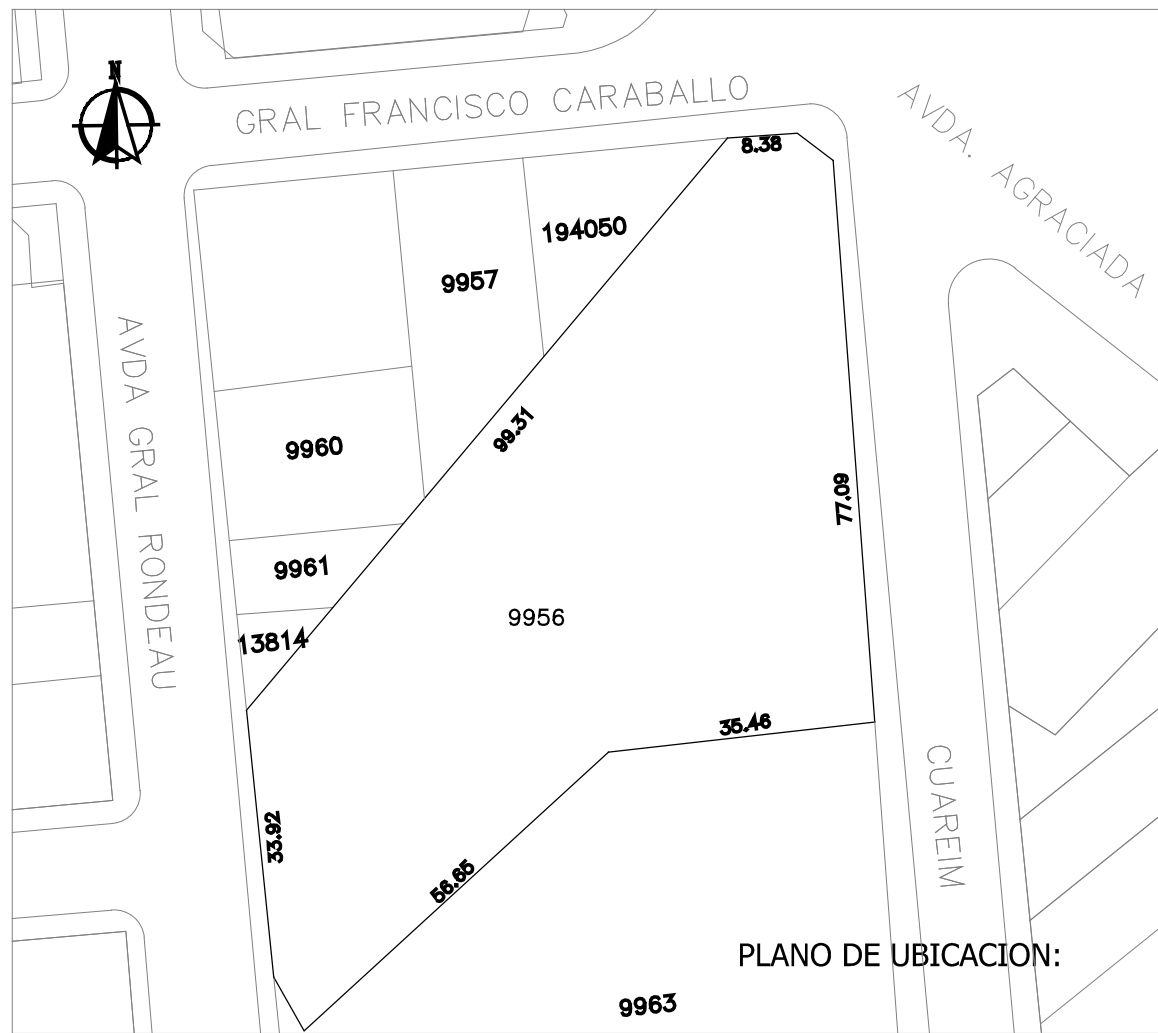 N
GRAL FRANCISCO CARABALLO
AVDA. AGRACIADA
8.38
194050
9957
AVDA GRAL RONDEAU
99.31
9960
77.09
9961
9956
13814
35.46
CUAREIM
33.92
56.65
PLANO DE UBICACION:
9963